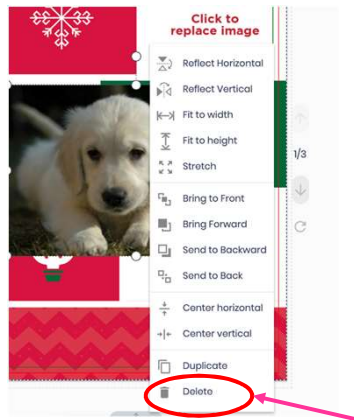 Click to
replace image
Reflect Horizontal
Reflect Vertical
Fit to width
Fit to height
Stretch
1/3
Bring to Front
Bring Forward
Send to Backward
Send to Back
Center horizontal
Center vertical
Duplicate
Delete